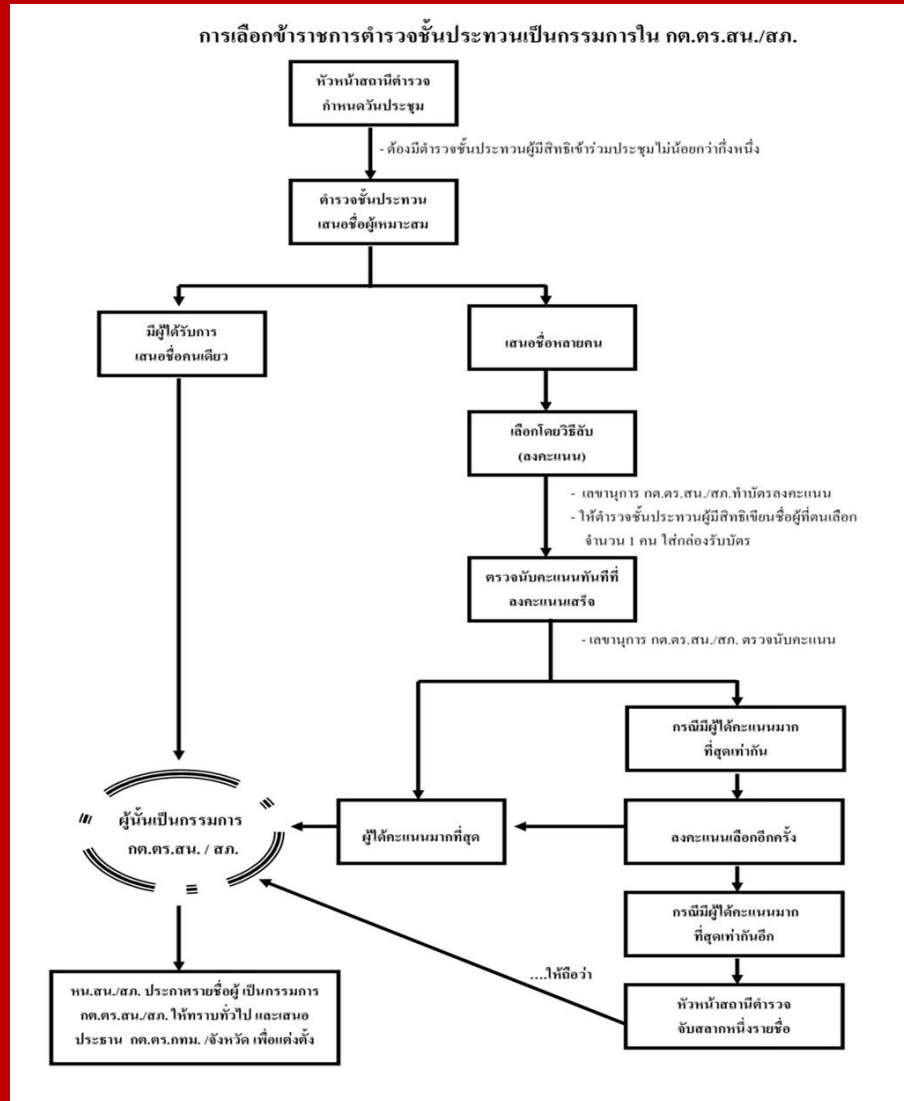 การเลือกข้าราชการตำรวจชั้นประทวนเป็นกรรมการใน กต.ตร.สน./สภ.
หัวหน้าสถานีตำรวจ
กำหนดวันประชุม
- ต้องมีตำรวจชั้นประทวนผู้มีสิทธิเข้าร่วมประชุมไม่น้อยกว่ากึ่งหนึ่ง
ตำรวจชั้นประทวน
เสนอชื่อผู้เหมาะสม
มีผู้ได้รับการ
เสนอชื่อคนเดียว
เสนอชื่อหลายคน
เลือกโดยวิธีลับ
(ลงคะแนน)
- เลขานุการ กต.ตร.สน./สภ.ทำบัตรลงคะแนน
- ให้ตำรวจชั้นประทวนผู้มีสิทธิเขียนชื่อผู้ที่ตนเลือก
จำนวน 1 คน ใส่กล่องรับบัตร
ตรวจนับคะแนนทันทีที่
ลงคะแนนเสร็จ
- เลขานุการ กต.ตร.สน./สภ. ตรวจนับคะแนน
กรณีมีผู้ได้คะแนนมาก
ที่สุดเท่ากัน
ผู้นั้นเป็นกรรมการ
กต.ตร.สน. / สภ.
ผู้ได้คะแนนมากที่สุด
ลงคะแนนเลือกอีกครั้ง
กรณีมีผู้ได้คะแนนมาก
ที่สุดเท่ากันอีก
....ให้ถือว่า
หัวหน้าสถานีตำรวจ
จับสลากหนึ่งรายชื่อ
หน.สน./สภ. ประกาศรายชื่อผู้ เป็นกรรมการ
กต.ตร.สน./สภ. ให้ทราบทั่วไป และเสนอ
ประธาน กต.ตร.กทม. /จังหวัด เพื่อแต่งตั้ง